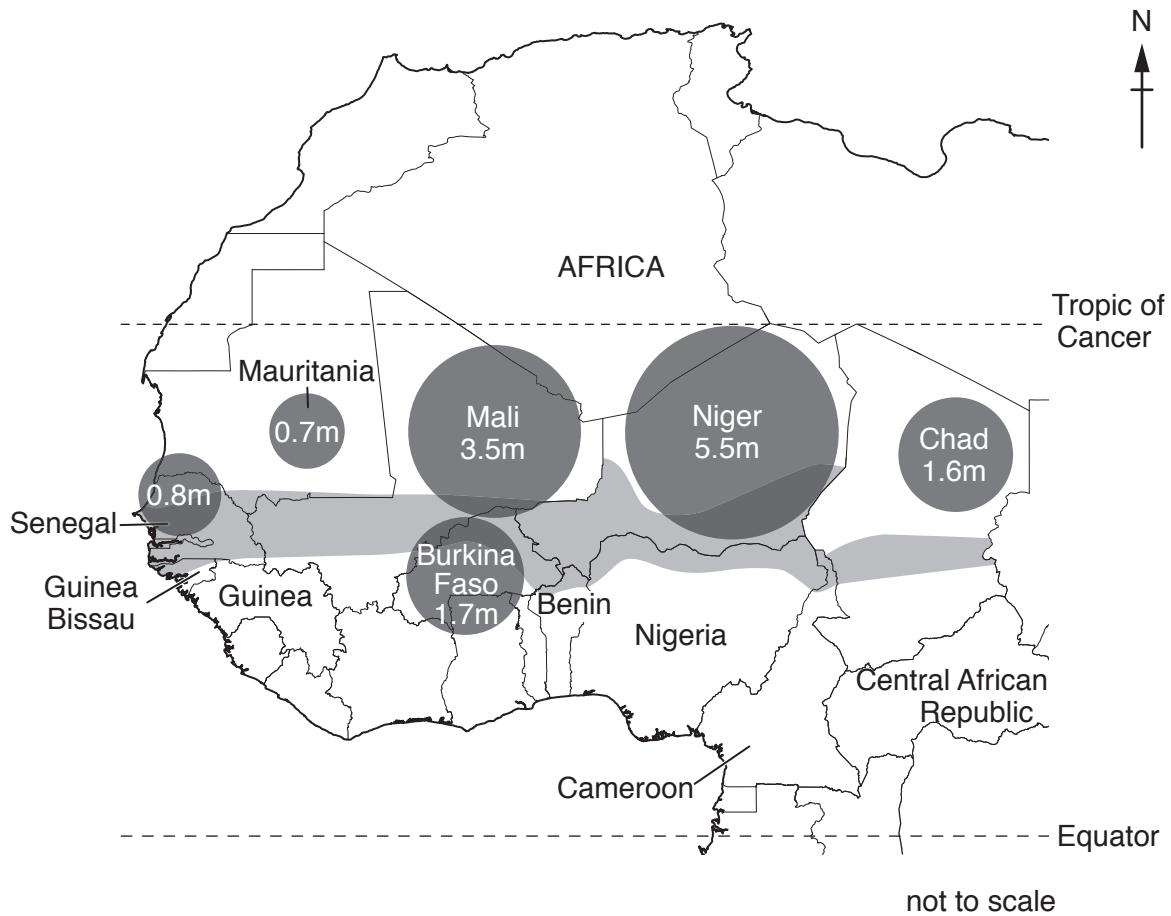 N
AFRICA
Tropic of
Cancer
Mauritania
0.7m
Mali
3.5m
Niger
5.5m
Chad
1.6m
0.8m
Senegal
Guinea
Bissau
Guinea
Burkina
Faso
1.7m
Benin
Nigeria
Central African
Republic
Cameroon
Equator
not to scale